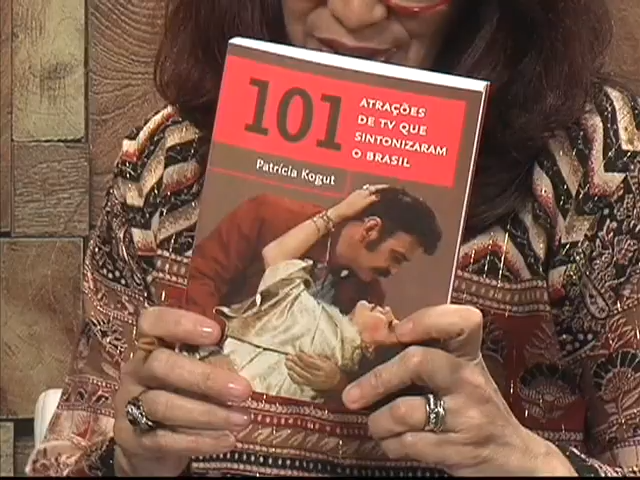 101
ATRAÇÕES
DE TV QUE
SINTONIZARAM
O BRASIL
Patrícia Kogut